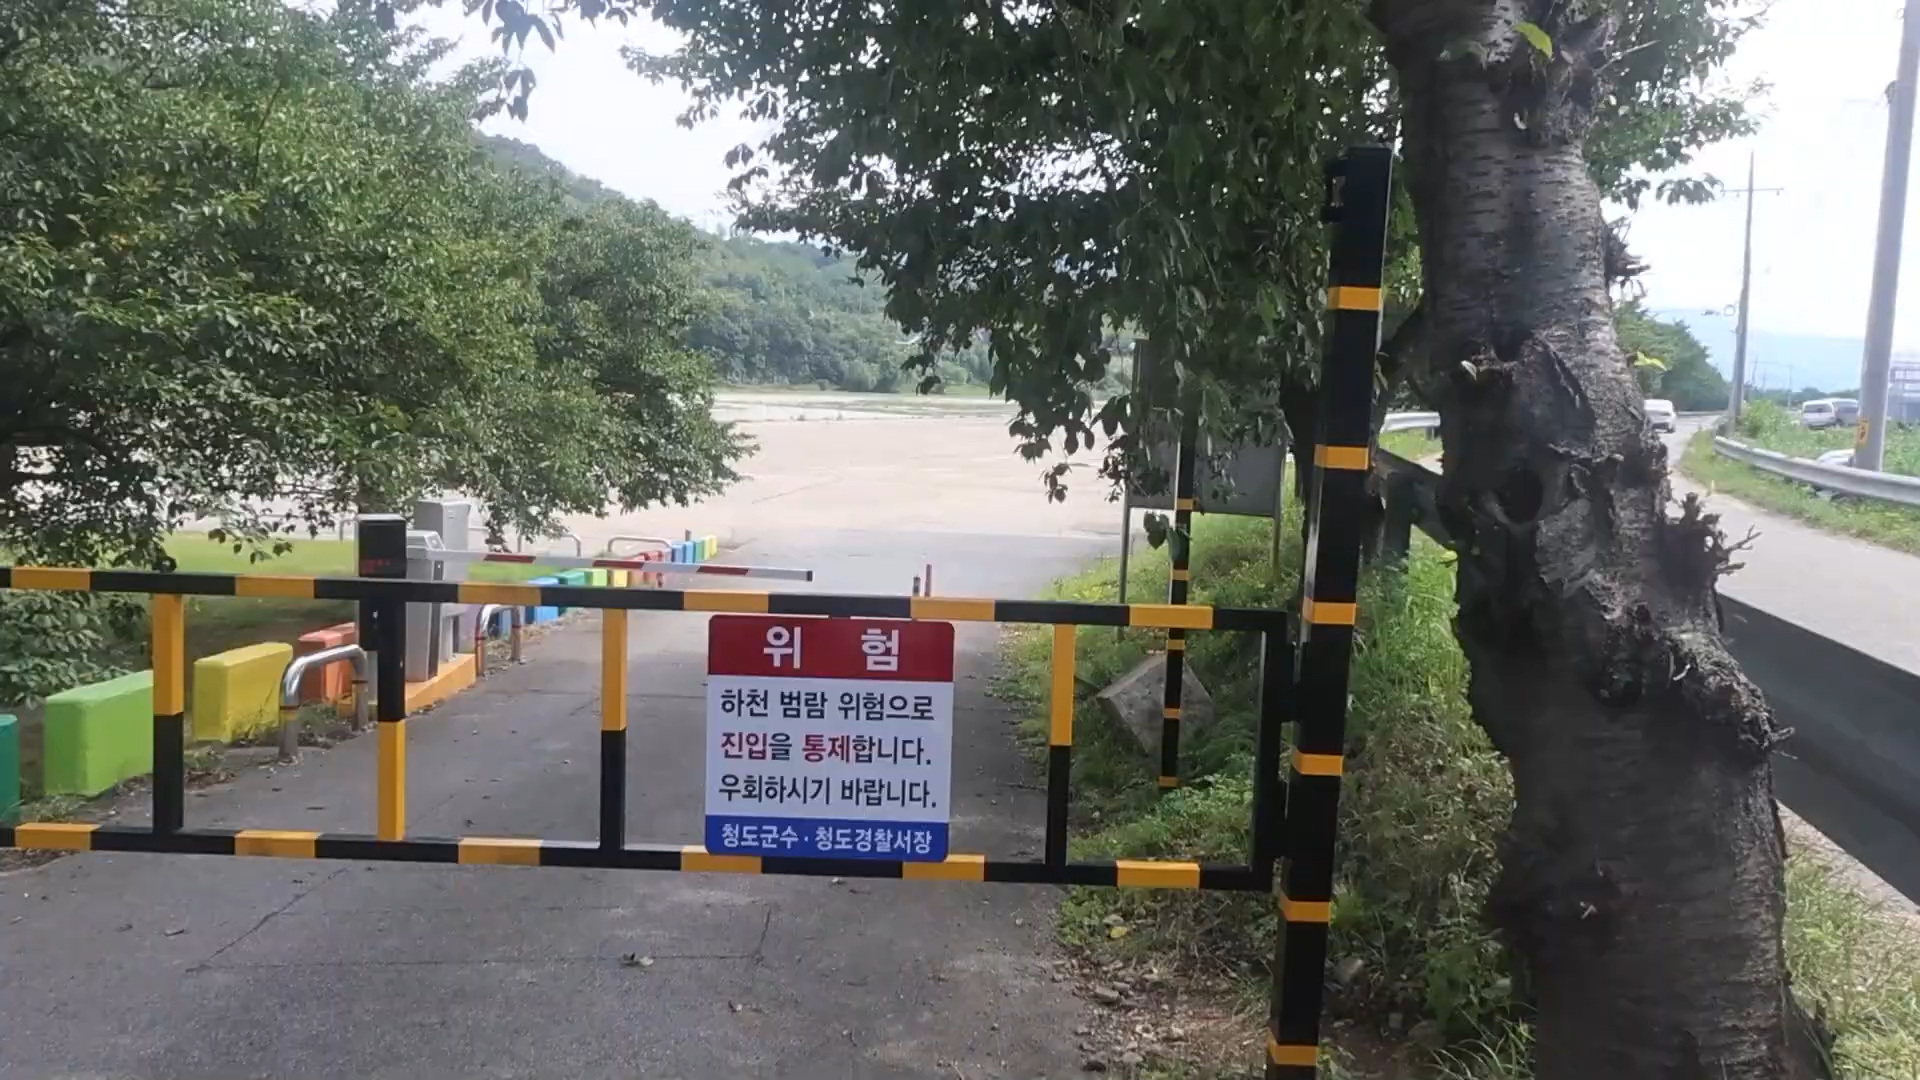 위 험
하천 범람 위험으로
진입을 통제합니다.
우회하시기 바랍니다.
청도군수 · 청도경찰서장